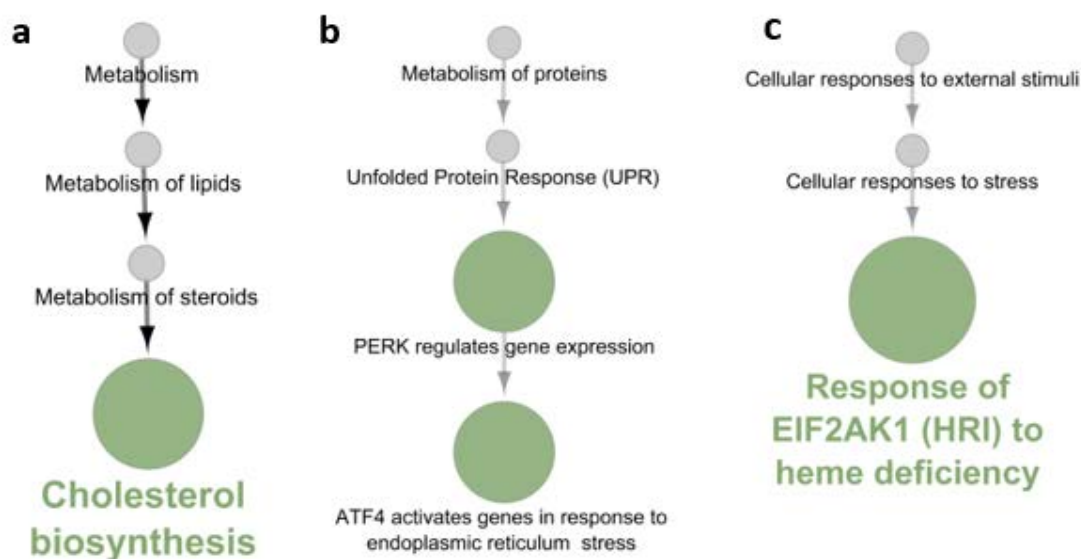 a
Metabolism
Metabolism of lipids
Metabolism of steroids
Cholesterol
biosynthesis
b
Metabolism of proteins
Unfolded Protein Response (UPR)
PERK regulates gene expression
ATF4 activates genes in response to
endoplasmic reticulum stress
c
Cellular responses to external stimuli
Cellular responses to stress
Response of
EIF2AK1 (HRI) to
heme deficiency